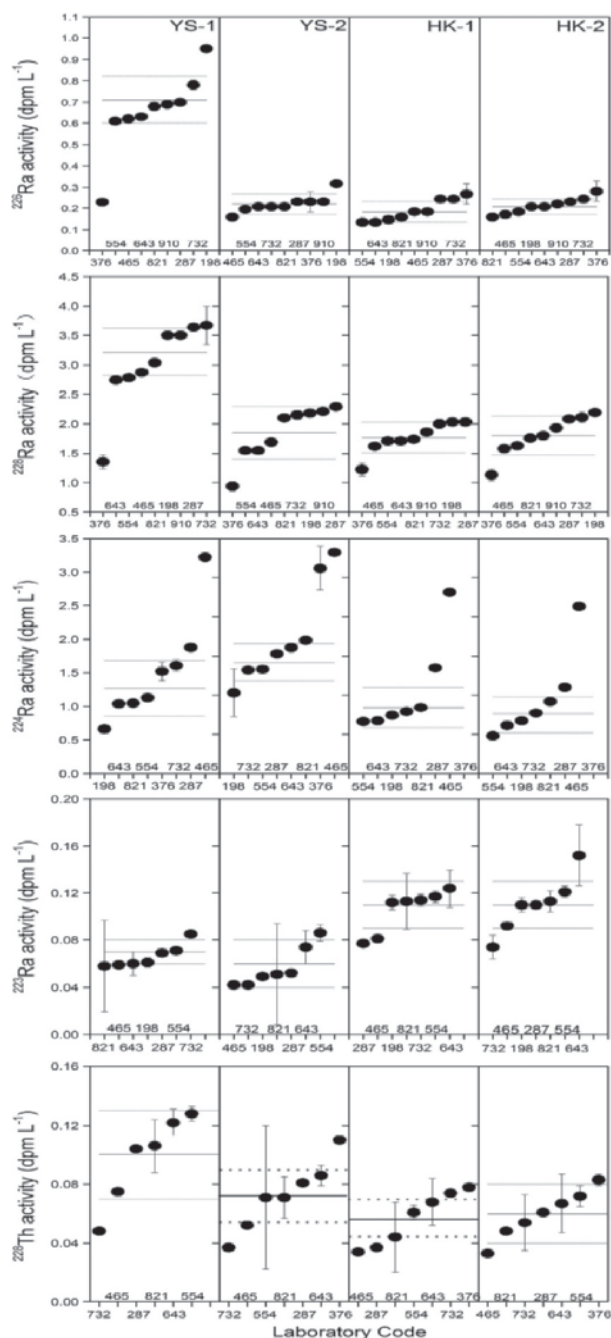 YS-1 YS-2 HK-1 HK-2
²²⁶Ra activity (dpm L⁻¹)
1.1
1.0
0.9
0.8
0.7
0.6
0.5
0.4
0.3
0.2
0.1
0.0
554 643 910 732 554 732 287 910 643 821 910 732 465 198 910 732
376 465 821 287 198 465 643 821 376 198 554 198 465 287 376 821 554 643 287 376
²²⁸Ra activity (dpm L⁻¹)
4.5
4.0
3.5
3.0
2.5
2.0
1.5
1.0
0.5
643 465 198 287 554 465 732 910 465 643 910 198 465 821 910 732
376 554 821 910 732 376 643 821 198 287 376 554 821 732 287 376 554 643 287 198
²²⁴Ra activity (dpm L⁻¹)
3.5
3.0
2.5
2.0
1.5
1.0
0.5
0.0
643 554 732 465 732 287 821 465 643 732 287 376 643 732 287 376
198 821 376 287 198 554 643 376 554 198 821 465 554 198 821 465
²²³Ra activity (dpm L⁻¹)
0.20
0.16
0.12
0.08
0.04
0.00
465 198 554 732 821 643 465 821 554 465 287 554
821 643 287 732 465 198 287 554 287 198 732 643 732 198 821 643
²²⁸Th activity (dpm L⁻¹)
0.16
0.12
0.08
0.04
0.00
465 821 554 465 821 643 465 554 643 821 287 554
732 287 643 732 554 287 376 287 821 732 376 465 732 643 376
Laboratory Code